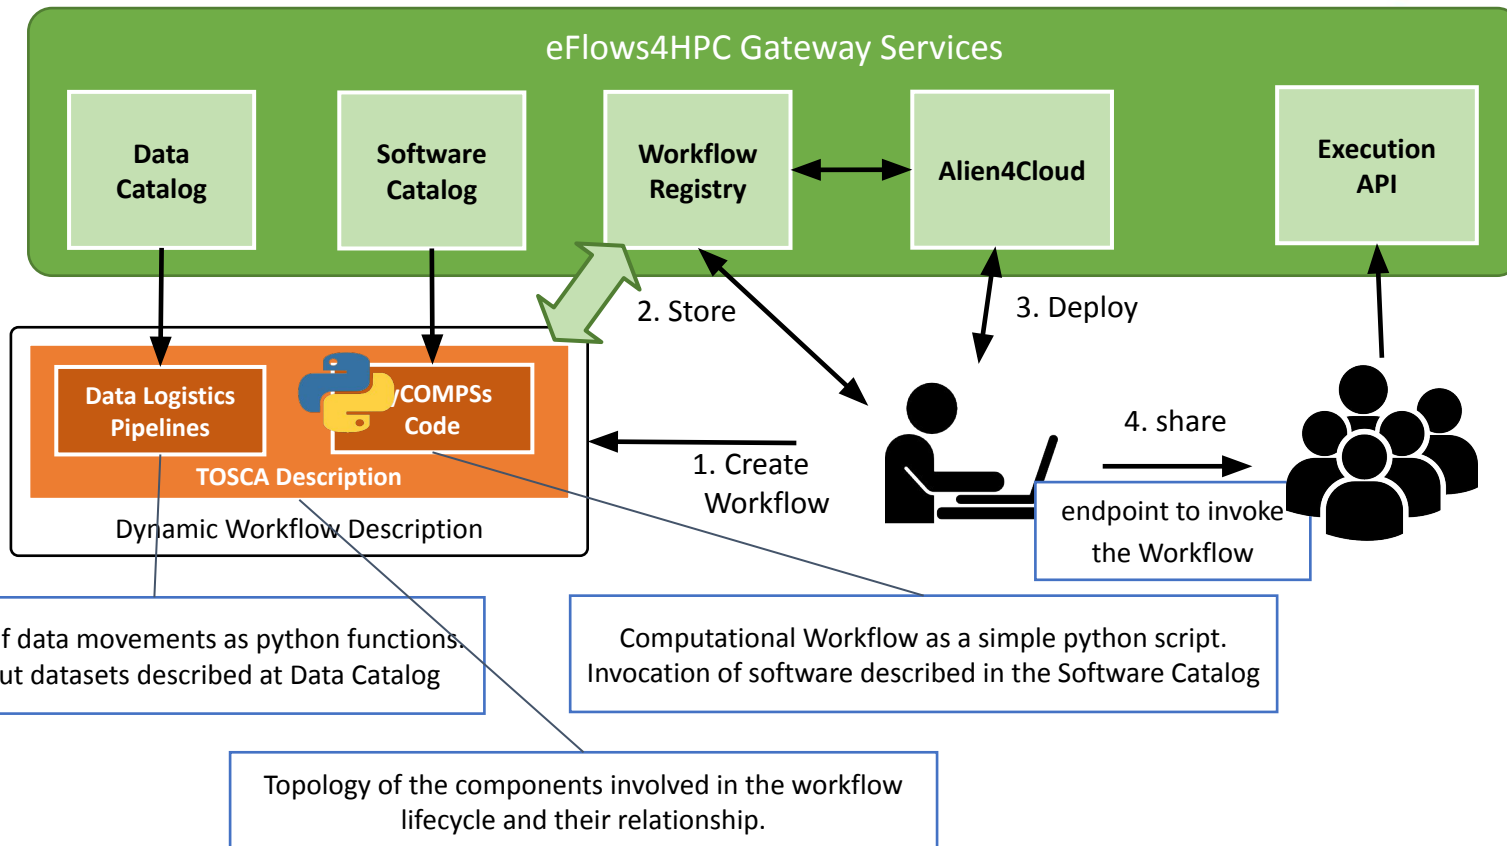 eFlows4HPC Gateway Services
Data
Catalog
Software
Catalog
Workflow
Registry
Alien4Cloud
Execution
API
2. Store
3. Deploy
Data Logistics
Pipelines
yCOMPSs
Code
TOSCA Description
Dynamic Workflow Description
1. Create
Workflow
4. share
endpoint to invoke
the Workflow
f data movements as python functions.
ut datasets described at Data Catalog
Computational Workflow as a simple python script.
Invocation of software described in the Software Catalog
Topology of the components involved in the workflow
lifecycle and their relationship.